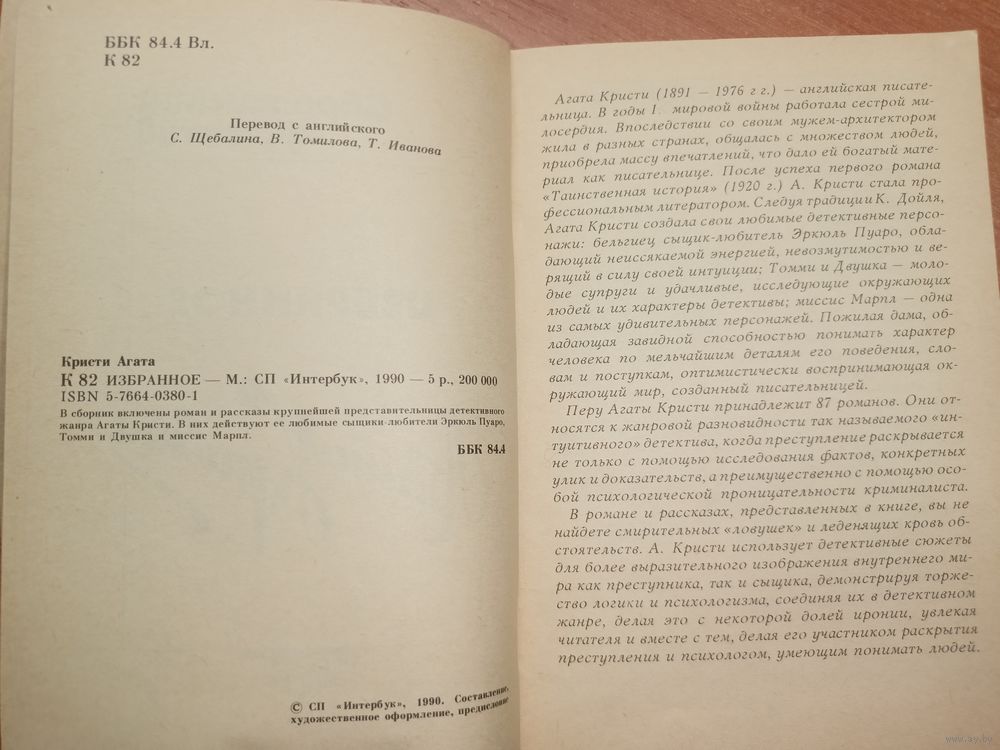 ББК 84.4 Вл.
К 82
Перевод с английского
С. Щебалина, В. Томилова, Т. Иванова
Кристи Агата
К 82 ИЗБРАННОЕ — М.: СП «Интербук», 1990 — 5 р., 200 000
ISBN 5-7664-0380-1
В сборник включены роман и рассказы крупнейшей представительницы детективного
жанра Агаты Кристи. В них действуют ее любимые сыщики-любители Эркюль Пуаро,
Томми и Двушка и миссис Марпл.
ББК 84.4
© СП «Интербук», 1990. Составление,
художественное оформление, предисловие
Агата Кристи (1891 — 1976 г г.) — английская писате-
льница. В годы I мировой войны работала сестрой ми-
лосердия. Впоследствии со своим мужем-архитектором
жила в разных странах, общалась с множеством людей,
приобрела массу впечатлений, что дало ей богатый мате-
риал как писательнице. После успеха первого романа
«Таинственная история» (1920 г.) А. Кристи стала про-
фессиональным литератором. Следуя традиции К. Дойля,
Агата Кристи создала свои любимые детективные персо-
нажи: бельгиец сыщик-любитель Эркюль Пуаро, обла-
дающий неиссякаемой энергией, невозмутимостью и ве-
рящий в силу своей интуиции; Томми и Двушка — моло-
дые супруги и удачливые, исследующие окружающих
людей и их характеры детективы; миссис Марпл — одна
из самых удивительных персонажей. Пожилая дама, об-
ладающая завидной способностью понимать характер
человека по мельчайшим деталям его поведения, сло-
вам и поступкам, оптимистически воспринимающая ок-
ружающий мир, созданный писательницей.
Перу Агаты Кристи принадлежит 87 романов. Они от-
носятся к жанровой разновидности так называемого «ин-
туитивного» детектива, когда преступление раскрывается
не только с помощью исследования фактов, конкретных
улик и доказательств, а преимущественно с помощью осо-
бой психологической проницательности криминалиста.
В романе и рассказах, представленных в книге, вы не
найдете смирительных «ловушек» и леденящих кровь об-
стоятельств. А. Кристи использует детективные сюжеты
для более выразительного изображения внутреннего ми-
ра как преступника, так и сыщика, демонстрируя торже-
ство логики и психологизма, соединяя их в детективном
жанре, делая это с некоторой долей иронии, увлекая
читателя и вместе с тем, делая его участником раскрытия
преступления и психологом, умеющим понимать людей.
www.ay.by